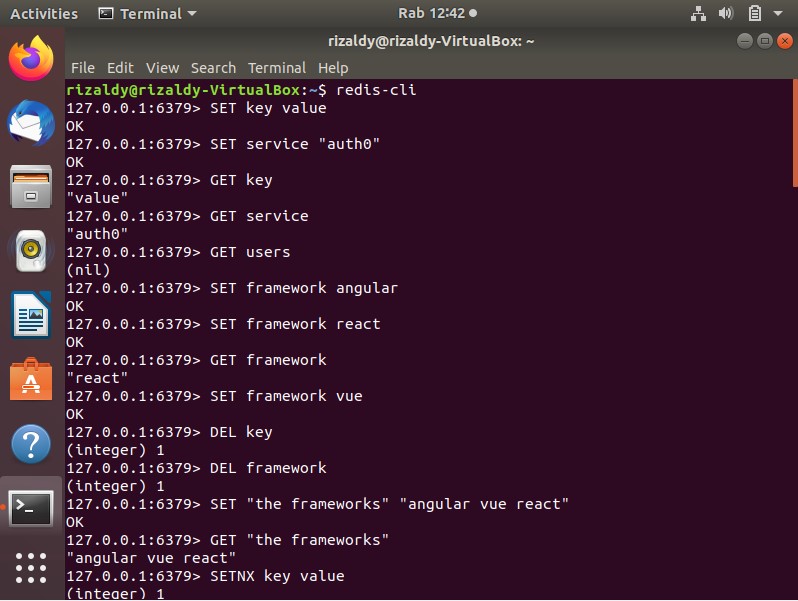 Activities
Terminal
Rab 12:42
rizaldy@rizaldy-VirtualBox: ~
File Edit View Search Terminal Help
rizaldy@rizaldy-VirtualBox:~$ redis-cli
127.0.0.1:6379> SET key value
OK
127.0.0.1:6379> SET service "auth0"
OK
127.0.0.1:6379> GET key
"value"
127.0.0.1:6379> GET service
"auth0"
127.0.0.1:6379> GET users
(nil)
127.0.0.1:6379> SET framework angular
OK
127.0.0.1:6379> SET framework react
OK
127.0.0.1:6379> GET framework
"react"
127.0.0.1:6379> SET framework vue
OK
127.0.0.1:6379> DEL key
(integer) 1
127.0.0.1:6379> DEL framework
(integer) 1
127.0.0.1:6379> SET "the frameworks" "angular vue react"
OK
127.0.0.1:6379> GET "the frameworks"
"angular vue react"
127.0.0.1:6379> SETNX key value
(integer) 1